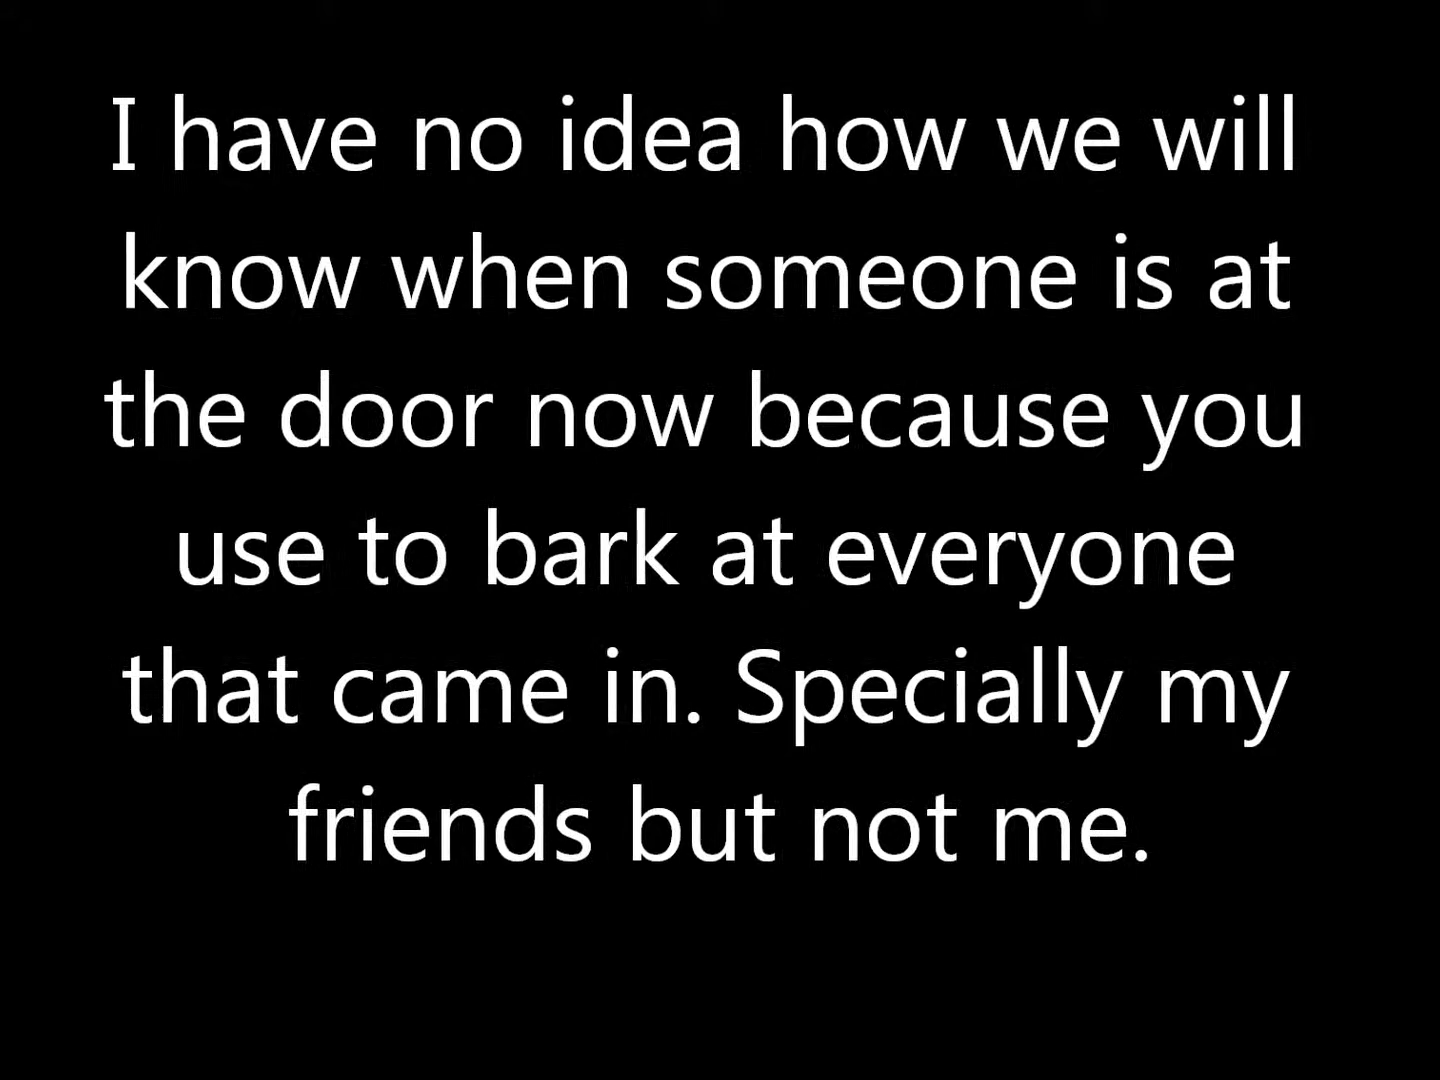 I have no idea how we will
know when someone is at
the door now because you
use to bark at everyone
that came in. Specially my
friends but not me.